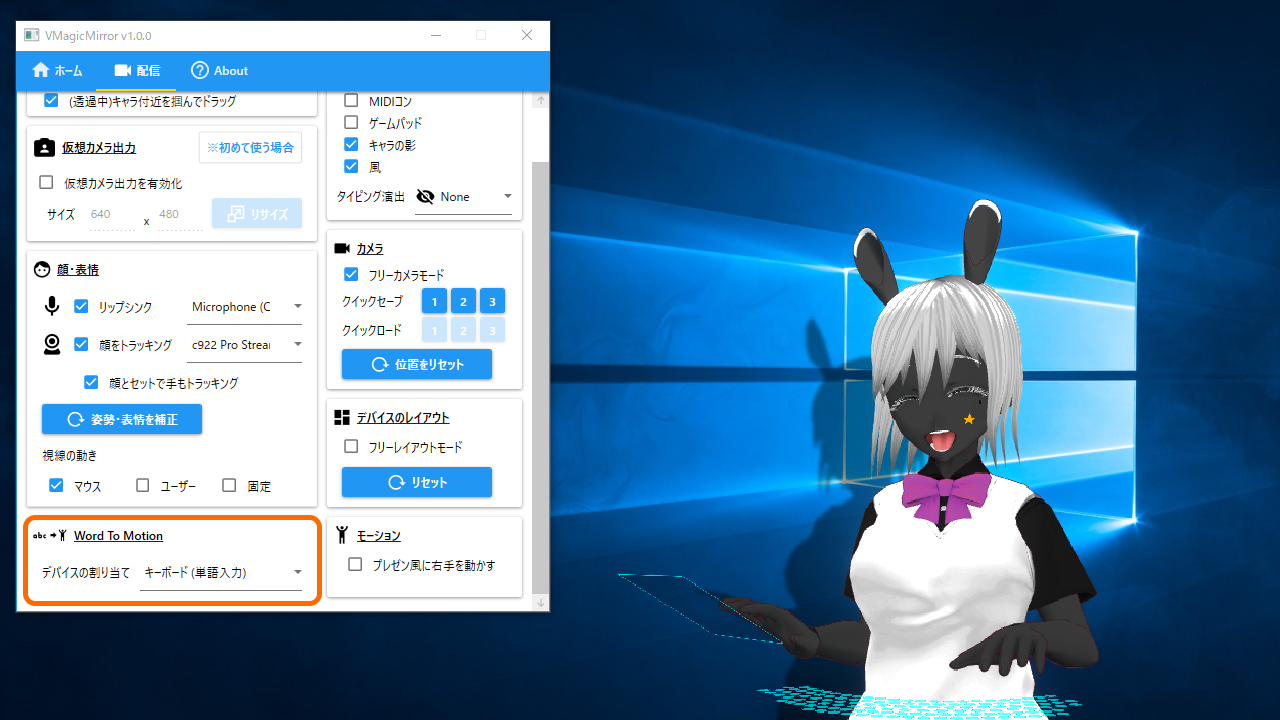 VMagicMirror v1.0.0
ホーム
配信
About
(透過中)キャラ付近を掴んでドラッグ
仮想カメラ出力
※初めて使う場合
仮想カメラ出力を有効化
サイズ 640 x 480 リサイズ
顔・表情
リップシンク Microphone (C
顔をトラッキング c922 Pro Strear
顔とセットで手もトラッキング
姿勢・表情を補正
視線の動き
マウス ユーザー 固定
abc Word To Motion
デバイスの割り当て キーボード (単語入力)
MIDIコン
ゲームパッド
キャラの影
風
タイピング演出 None
カメラ
フリーカメラモード
クイックセーブ 1 2 3
クイックロード 1 2 3
位置をリセット
デバイスのレイアウト
フリーレイアウトモード
リセット
モーション
プレゼン風に右手を動かす